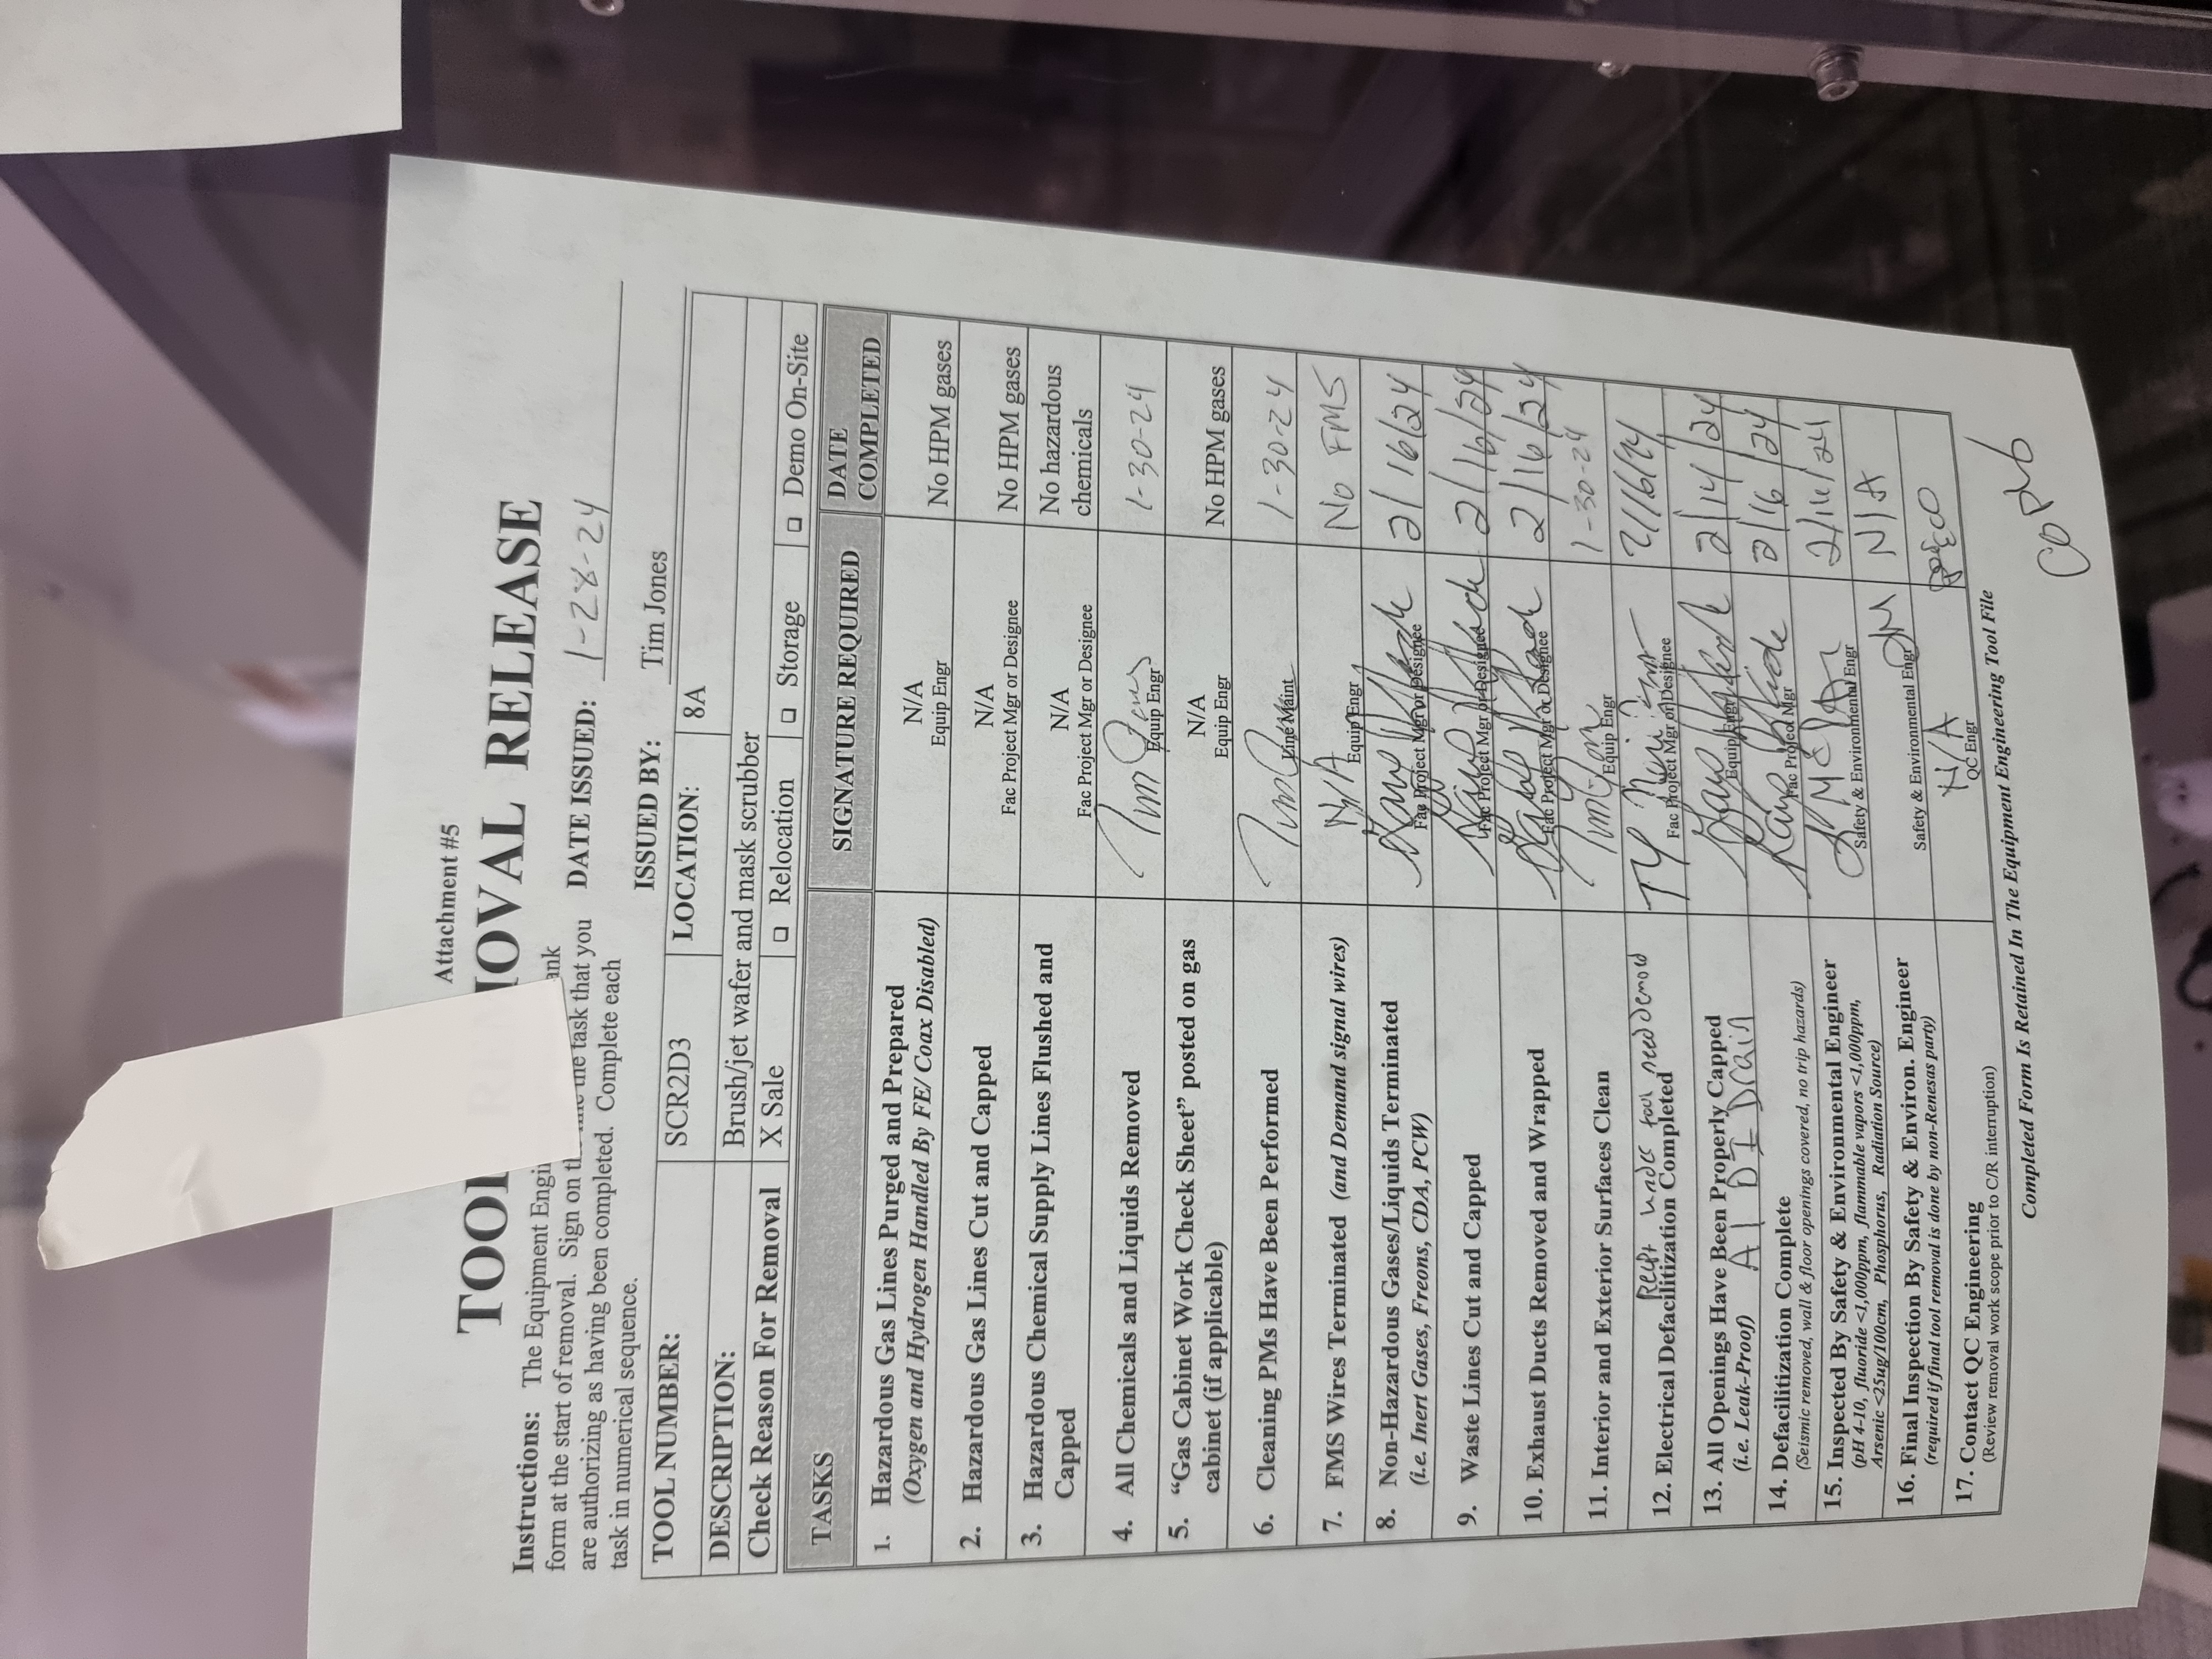 Attachment #5
TOOL REMOVAL RELEASE
Instructions: The Equipment Engi ank DATE ISSUED: 1-28-24
form at the start of removal. Sign on the line the task that you
are authorizing as having been completed. Complete each
task in numerical sequence. ISSUED BY: Tim Jones
TOOL NUMBER: SCR2D3 LOCATION: 8A
DESCRIPTION: Brush/jet wafer and mask scrubber
Check Reason For Removal X Sale □ Relocation □ Storage □ Demo On-Site
TASKS SIGNATURE REQUIRED DATE COMPLETED
1. Hazardous Gas Lines Purged and Prepared N/A No HPM gases
(Oxygen and Hydrogen Handled By FE/ Coax Disabled) Equip Engr
2. Hazardous Gas Lines Cut and Capped N/A No HPM gases
Fac Project Mgr or Designee
3. Hazardous Chemical Supply Lines Flushed and N/A No hazardous
Capped Fac Project Mgr or Designee chemicals
4. All Chemicals and Liquids Removed Tim Jones 1-30-24
Equip Engr
5. “Gas Cabinet Work Check Sheet” posted on gas N/A No HPM gases
cabinet (if applicable) Equip Engr
6. Cleaning PMs Have Been Performed 1-30-24
Line Maint
7. FMS Wires Terminated (and Demand signal wires) N/A No FMS
Equip Engr
8. Non-Hazardous Gases/Liquids Terminated 2/16/24
(i.e. Inert Gases, Freons, CDA, PCW) Fac Project Mgr or Designee
9. Waste Lines Cut and Capped 2/16/24
Fac Project Mgr or Designee
10. Exhaust Ducts Removed and Wrapped 2/16/24
Fac Project Mgr or Designee
11. Interior and Exterior Surfaces Clean 1-30-24
Equip Engr
Rcpt under tool need demo'd
12. Electrical Defacilitization Completed 2/16/24
Fac Project Mgr or Designee
13. All Openings Have Been Properly Capped 2/14/24
(i.e. Leak-Proof) All DI Drain Equip Engr
14. Defacilitization Complete 2/16/24
(Seismic removed, wall & floor openings covered, no trip hazards) Fac Project Mgr
15. Inspected By Safety & Environmental Engineer
(pH 4-10, fluoride <1,000ppm, flammable vapors <1,000ppm, Safety & Environmental Engr
Arsenic <25ug/100cm, Phosphorus, Radiation Source)
16. Final Inspection By Safety & Environ. Engineer N/A
(required if final tool removal is done by non-Renesas party) Safety & Environmental Engr
17. Contact QC Engineering N/A
(Review removal work scope prior to C/R interruption) QC Engr
Completed Form Is Retained In The Equipment Engineering Tool File